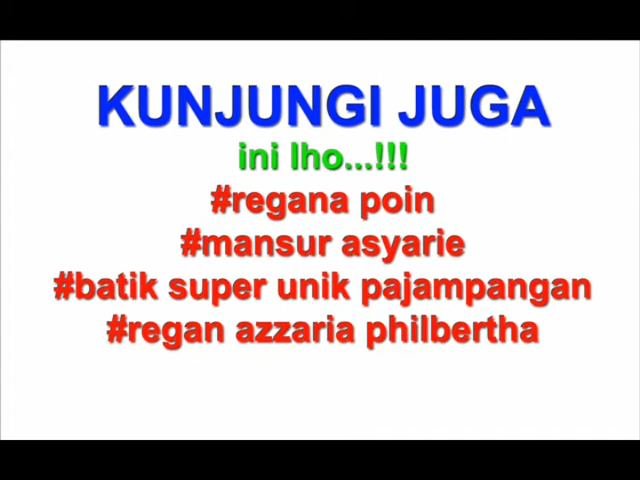 KUNJUNGI JUGA
ini lho...!!!
#regana poin
#mansur asyarie
#batik super unik pajampangan
#regan azzaria philbertha